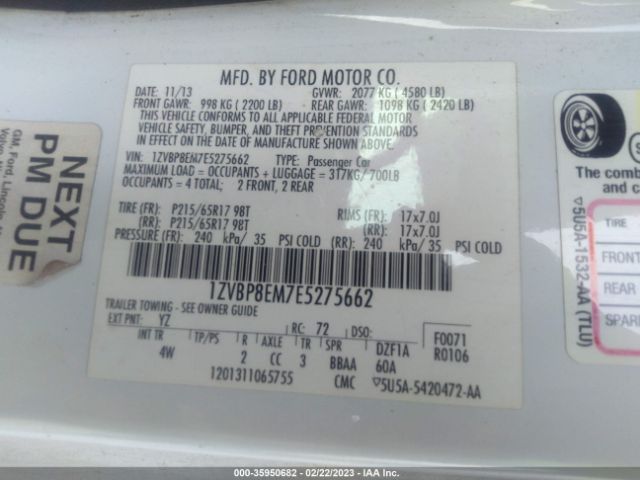 MFD. BY FORD MOTOR CO.
DATE: 11/13 GVWR: 2077 KG ( 4580 LB)
FRONT GAWR: 998 KG ( 2200 LB) REAR GAWR: 1098 KG ( 2420 LB)
THIS VEHICLE CONFORMS TO ALL APPLICABLE FEDERAL MOTOR
VEHICLE SAFETY, BUMPER, AND THEFT PREVENTION STANDARDS
IN EFFECT ON THE DATE OF MANUFACTURE SHOWN ABOVE.
VIN: 1ZVBP8EM7E5275662 TYPE: Passenger Car
MAXIMUM LOAD = OCCUPANTS + LUGGAGE = 317KG/700LB
OCCUPANTS = 4 TOTAL: 2 FRONT, 2 REAR
TIRE (FR): P215/65R17 98T RIMS (FR): 17x7.0J
(RR): P215/65R17 98T (RR): 17x7.0J
PRESSURE (FR): 240 kPa/ 35 PSI COLD (RR): 240 kPa/ 35 PSI COLD
1ZVBP8EM7E5275662
TRAILER TOWING - SEE OWNER GUIDE
EXT PNT: YZ RC: 72 DSO: F0071
INT TR TP/PS R AXLE TR SPR DZF1A R0106
4W 2 CC 3 BBAA 60A
1201311065755 CMC ▽5U5A-5420472-AA
GM, Ford, Lincoln
NEXT
PM DUE
The comb
and c
▽5U5A-1532-AA (TLU)
TIRE
FRONT
REAR
SPAR
000-35950682 - 02/22/2023 - IAA Inc.